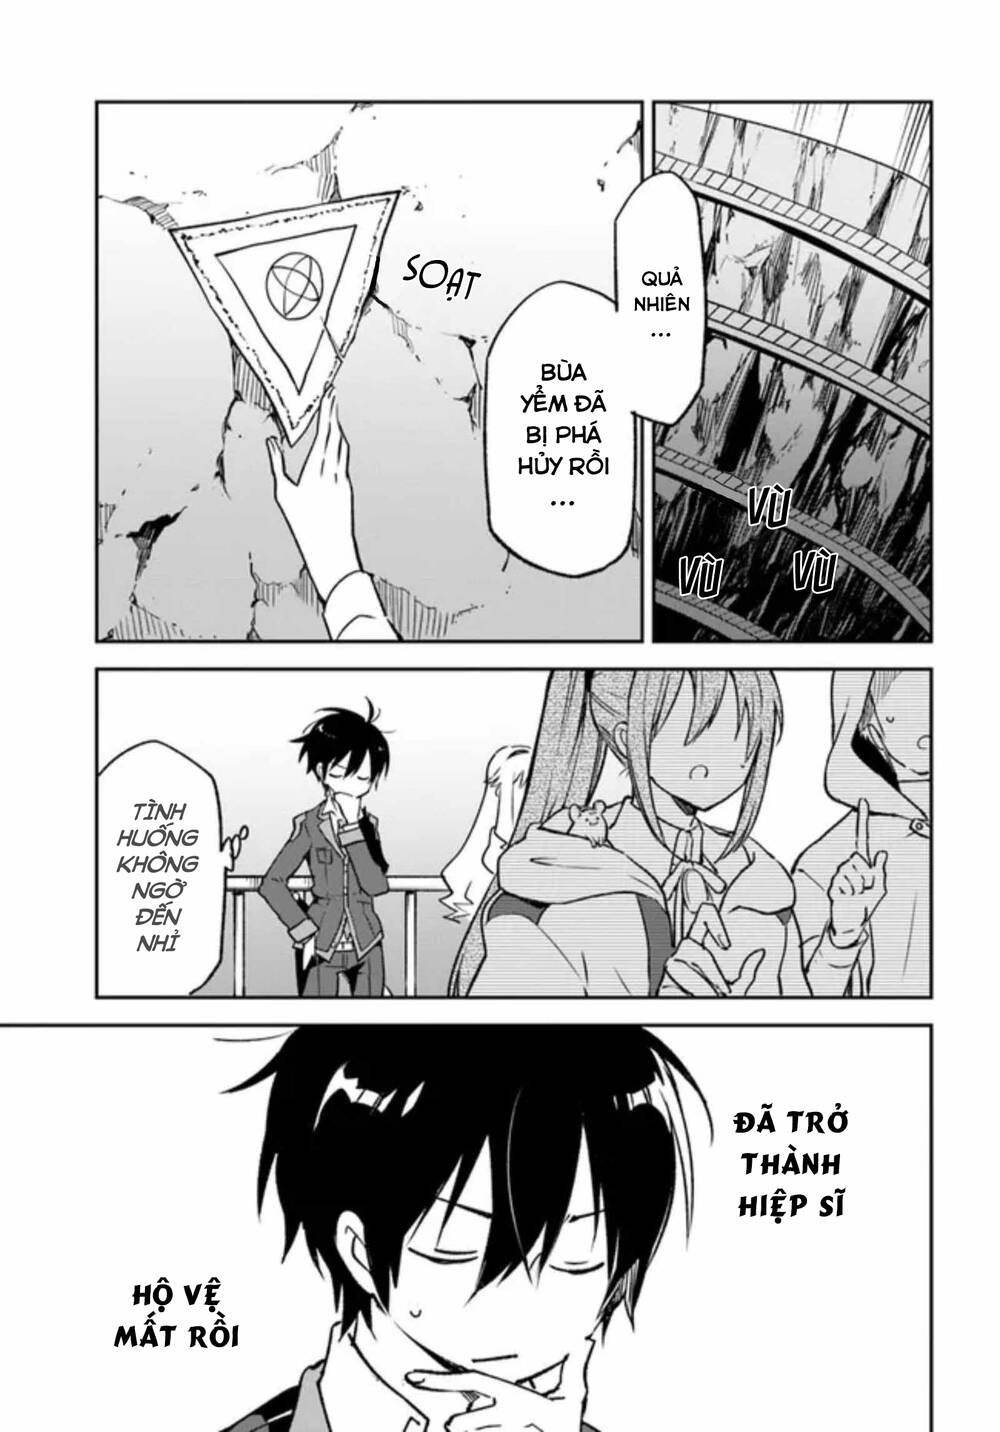 QUẢ
NHIÊN
...
BÙA
YỂM ĐÃ
BỊ PHÁ
HỦY RỒI
...
SOẠT
VÙ
VÙ
VÙ
TÌNH
HUỐNG
KHÔNG
NGỜ
ĐẾN
NHỈ
ĐÃ TRỞ
THÀNH
HIỆP SĨ
HỘ VỆ
MẤT RỒI